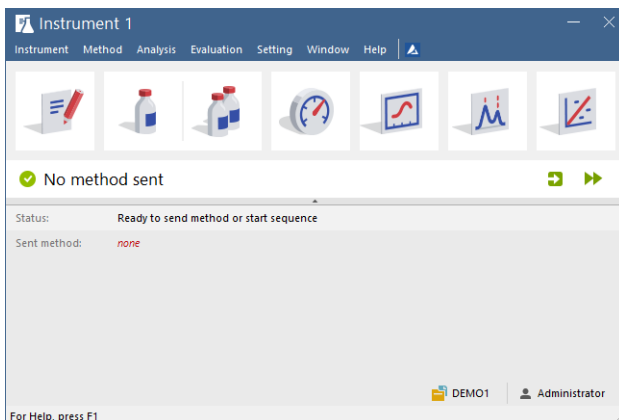 Instrument 1
Instrument Method Analysis Evaluation Setting Window Help
No method sent
Status: Ready to send method or start sequence
Sent method: none
DEMO1 Administrator
For Help, press F1